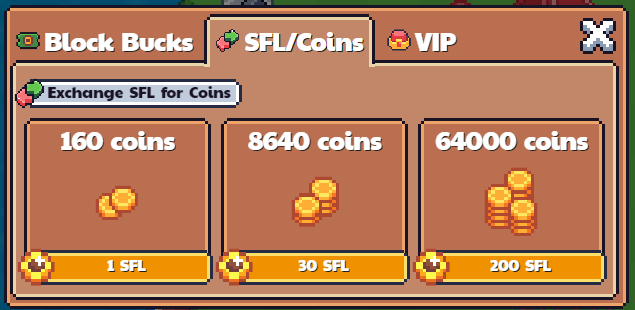 Block Bucks
SFL/Coins
VIP
Exchange SFL for Coins
160 coins
8640 coins
64000 coins
1 SFL
30 SFL
200 SFL